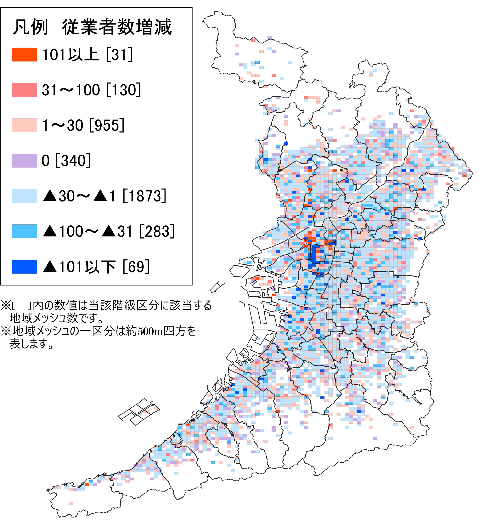 凡例 従業者数増減
101以上 [31]
31～100 [130]
1～30 [955]
0 [340]
▲30～▲1 [1873]
▲100～▲31 [283]
▲101以下 [69]
※[ ]内の数値は当該階級区分に該当する
地域メッシュ数です。
※地域メッシュの一区分は約500m四方を
表します。